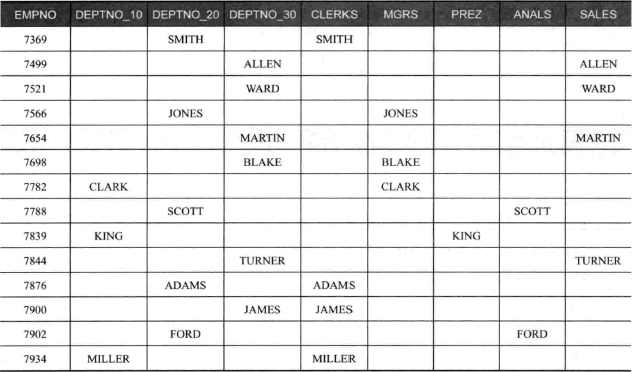 EMPNO DEPTNO_10 DEPTNO_20 DEPTNO_30 CLERKS MGRS PREZ ANALS SALES
7369 SMITH SMITH
7499 ALLEN ALLEN
7521 WARD WARD
7566 JONES JONES
7654 MARTIN MARTIN
7698 BLAKE BLAKE
7782 CLARK CLARK
7788 SCOTT SCOTT
7839 KING KING
7844 TURNER TURNER
7876 ADAMS ADAMS
7900 JAMES JAMES
7902 FORD FORD
7934 MILLER MILLER